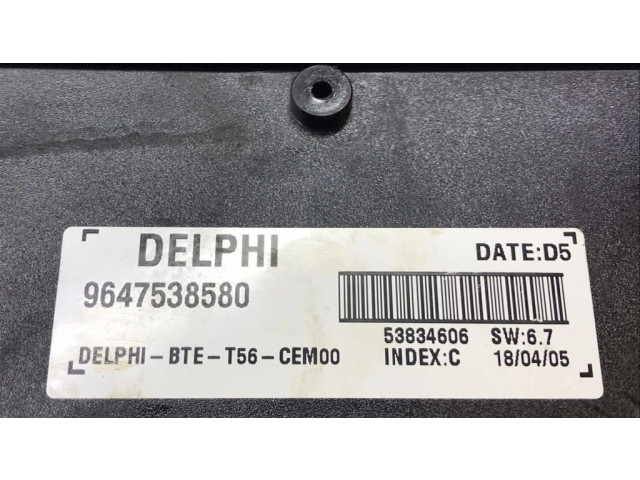 DELPHI
DATE:D5
9647538580
53834606 SW:6.7
DELPHI-BTE-T56-CEM00
INDEX:C 18/04/05